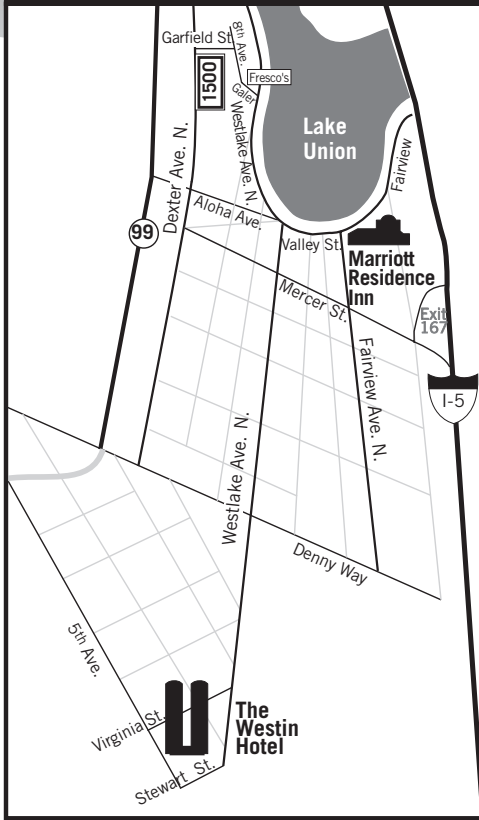 Garfield St
8th Ave.
1500
Fresco's
Galer
Westlake Ave. N.
Lake
Union
Fairview
Dexter Ave. N.
Aloha Ave.
99
Valley St.
Marriott
Residence
Inn
Mercer St.
Exit
167
I-5
Fairview Ave. N.
Westlake Ave. N.
Denny Way
5th Ave.
Virginia St.
The
Westin
Hotel
Stewart St.